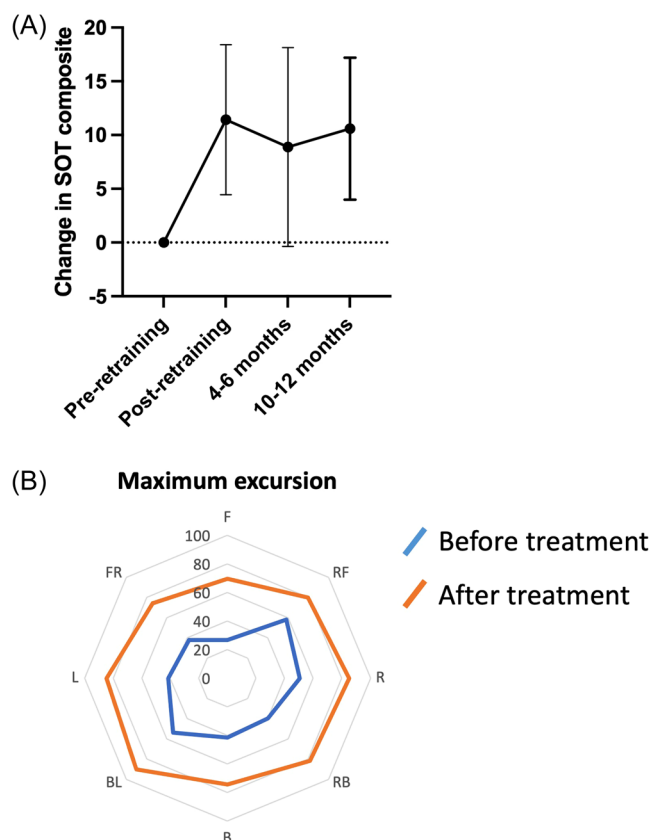 (A)
Change in SOT composite
20
15
10
5
0
-5
Pre-retraining
Post-retraining
4-6 months
10-12 months
(B)
Maximum excursion
F
RF
R
RB
B
BL
L
FR
100
80
60
40
20
0
Before treatment
After treatment